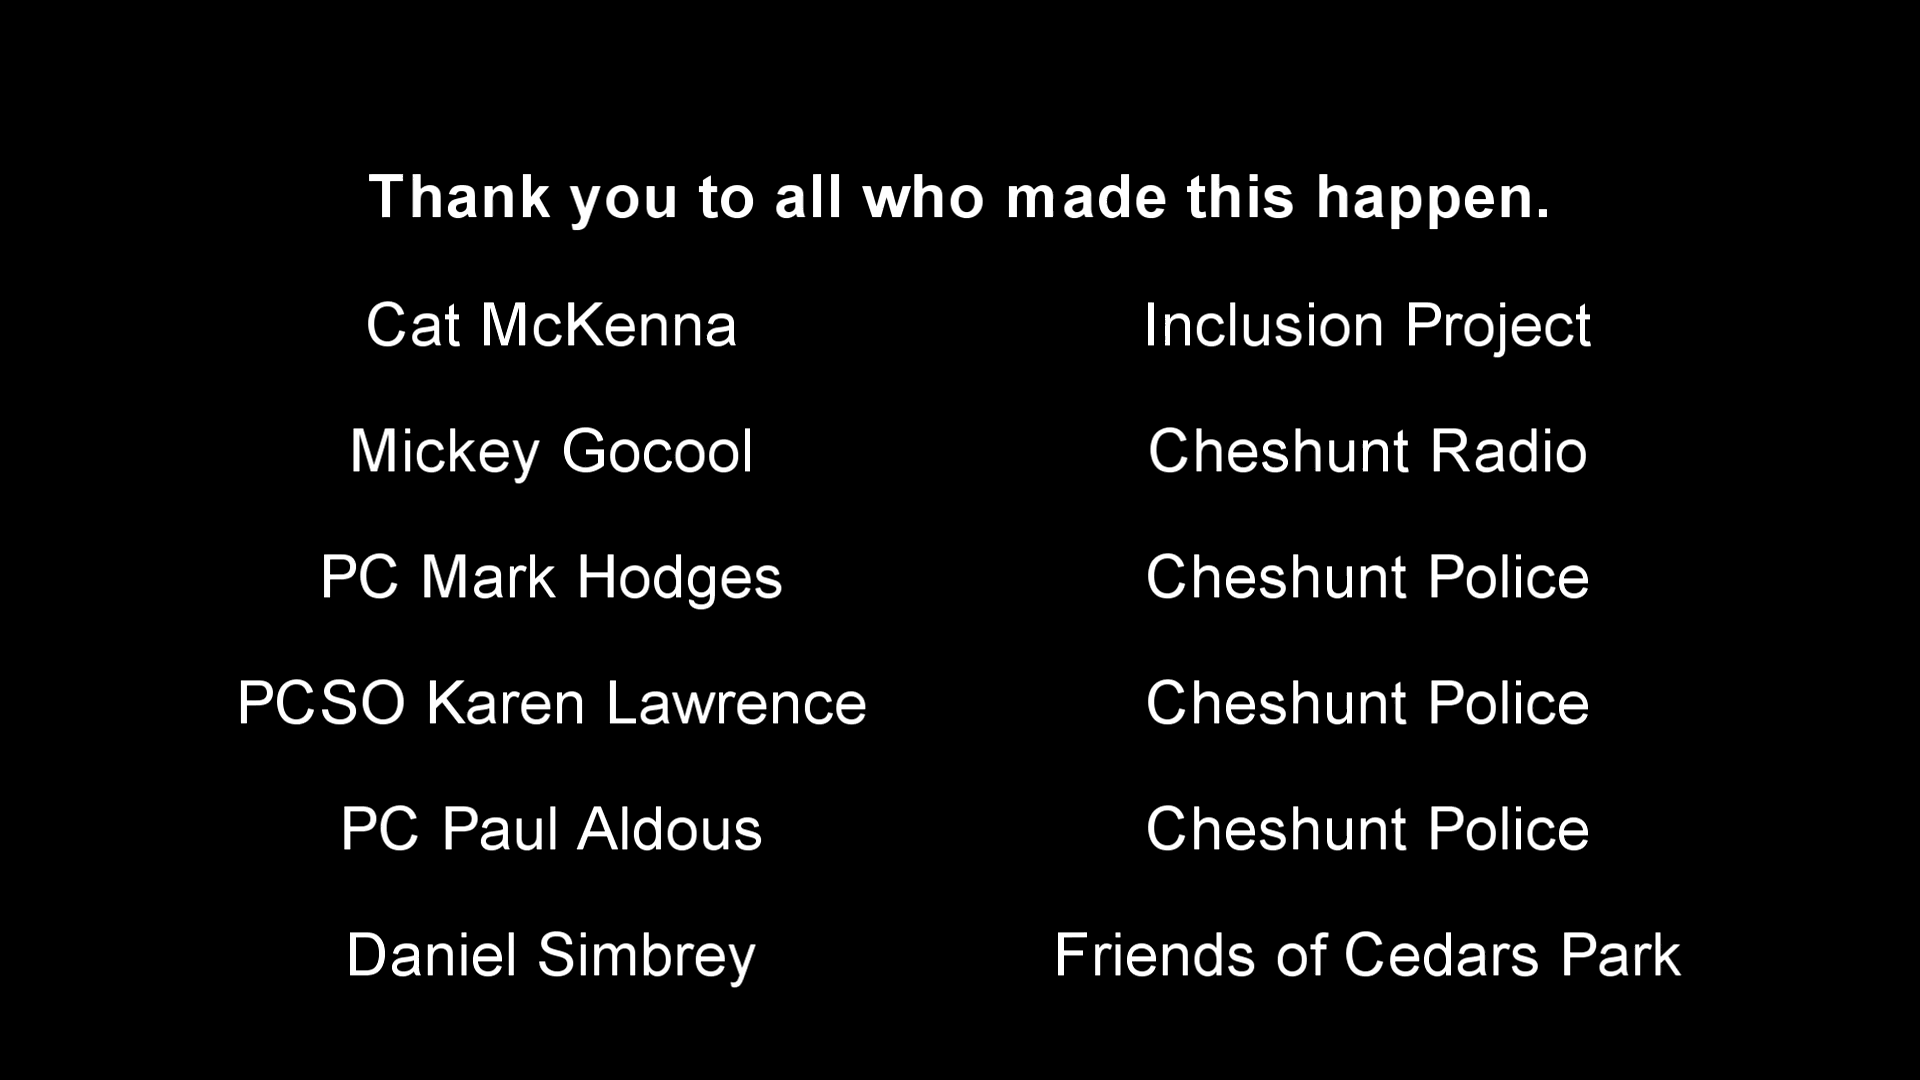 Thank you to all who made this happen.
Cat McKenna Inclusion Project
Mickey Gocool Cheshunt Radio
PC Mark Hodges Cheshunt Police
PCSO Karen Lawrence Cheshunt Police
PC Paul Aldous Cheshunt Police
Daniel Simbrey Friends of Cedars Park